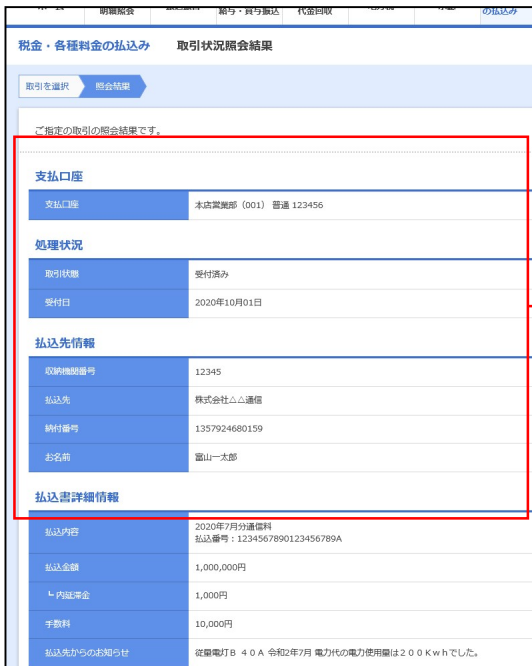 明細照会
給与・賞与振込
代金回収
の払込み
税金・各種料金の払込み 取引状況照会結果
取引を選択 照会結果
ご指定の取引の照会結果です。
支払口座
支払口座 本店営業部（001） 普通 123456
処理状況
取引状態 受付済み
受付日 2020年10月01日
払込先情報
収納機関番号 12345
払込先 株式会社△△通信
納付番号 1357924680159
お名前 富山一太郎
払込書詳細情報
払込内容 2020年7月分通信料
払込番号：1234567890123456789A
払込金額 1,000,000円
┗ 内延滞金 1,000円
手数料 10,000円
払込先からのお知らせ 従量電灯Ｂ ４０Ａ 令和2年7月 電力代の電力使用量は２００Ｋｗｈでした。